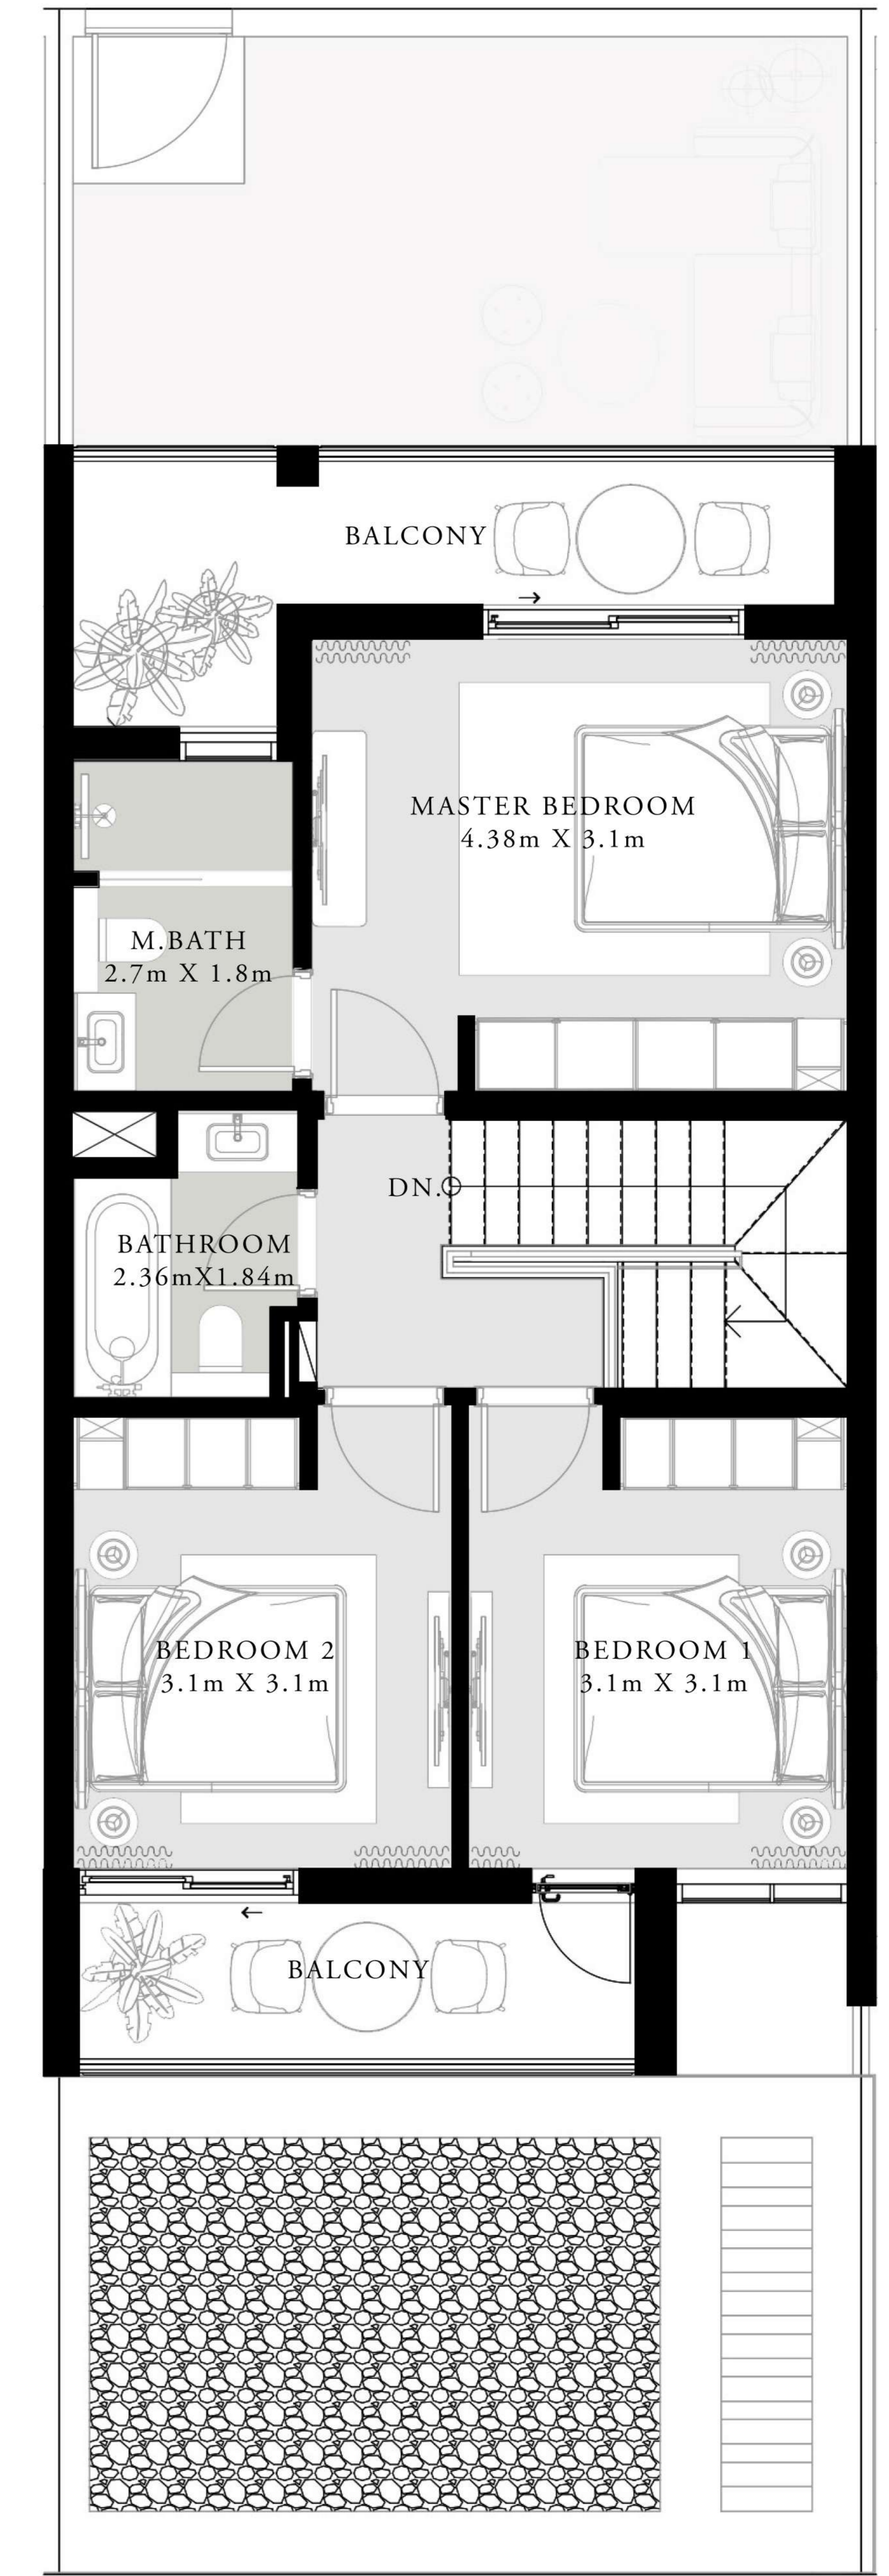 BALCONY
MASTER BEDROOM
4.38m X 3.1m
M.BATH
2.7m X 1.8m
DN.
BATHROOM
2.36mX1.84m
BEDROOM 2
3.1m X 3.1m
BEDROOM 1
3.1m X 3.1m
BALCONY